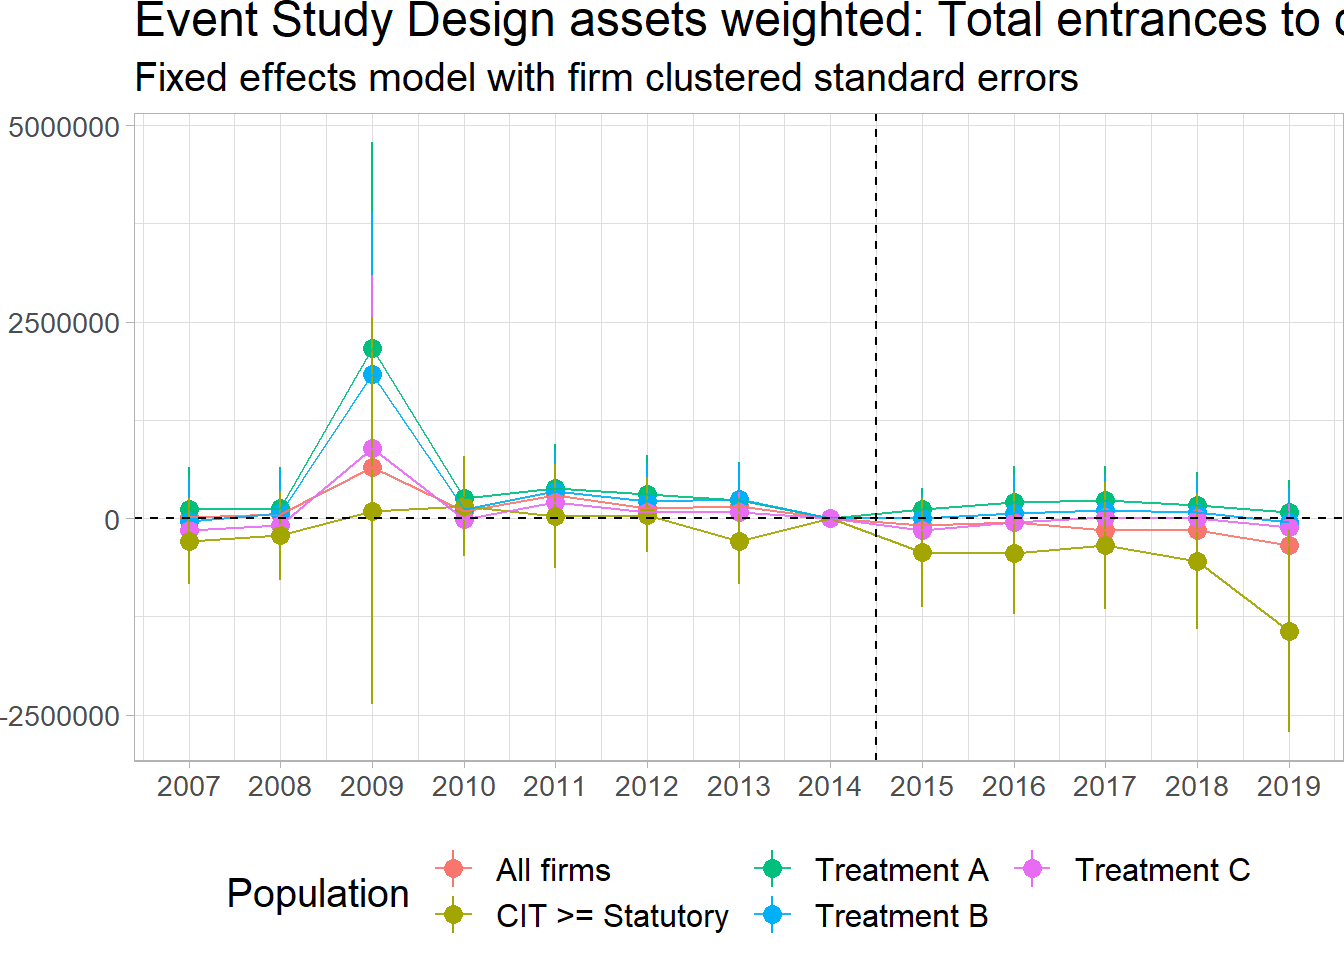 Event Study Design assets weighted: Total entrances to
Fixed effects model with firm clustered standard errors
5000000
2500000
0
-2500000
2007 2008 2009 2010 2011 2012 2013 2014 2015 2016 2017 2018 2019
Population
All firms
Treatment A
Treatment C
CIT >= Statutory
Treatment B